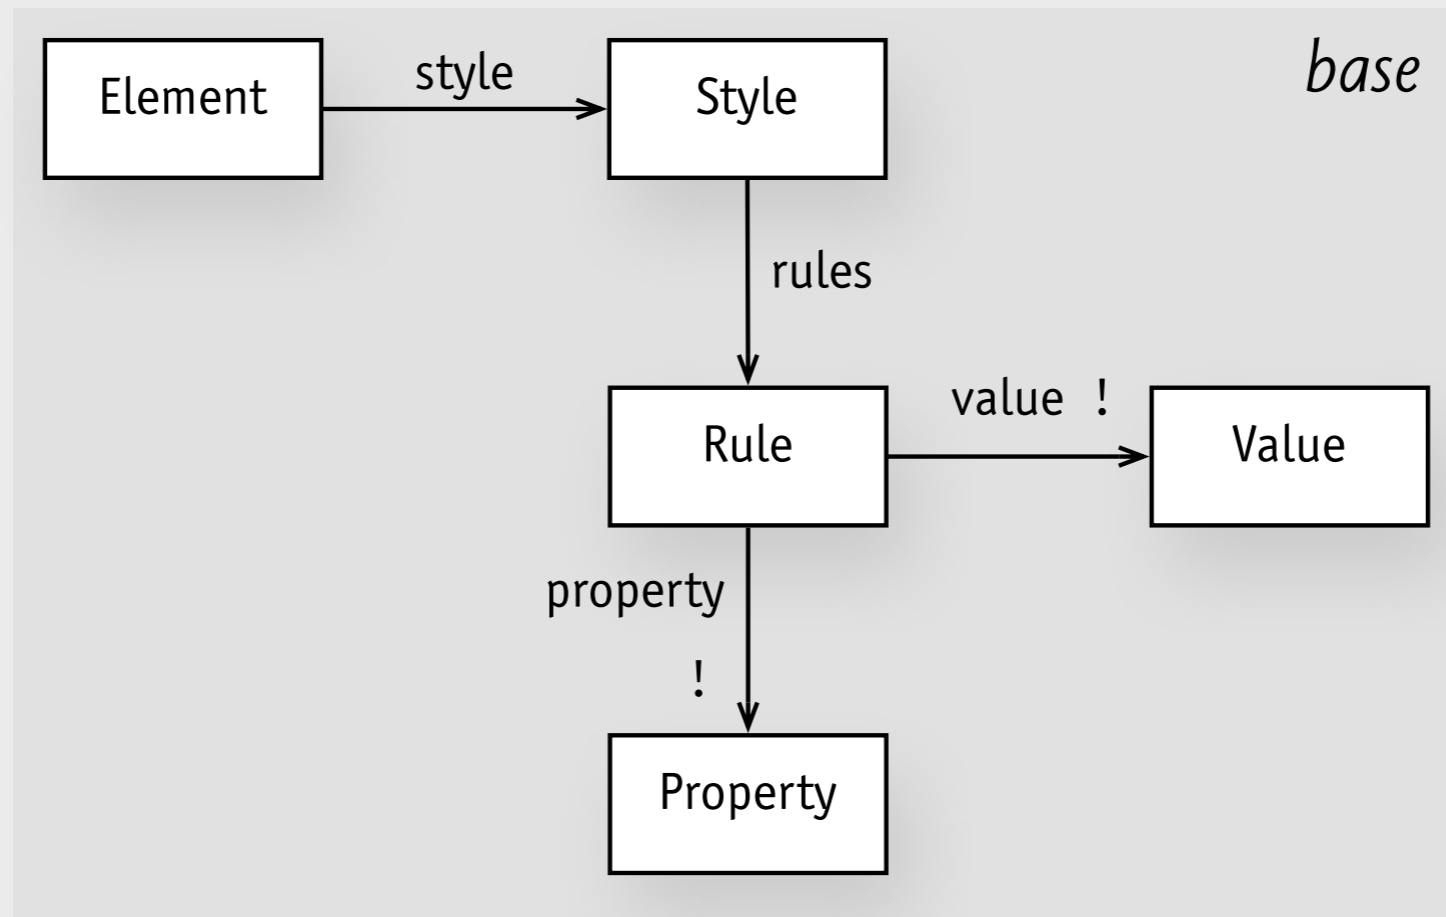 base
Element
style
Style
rules
Rule
value !
Value
property
!
Property